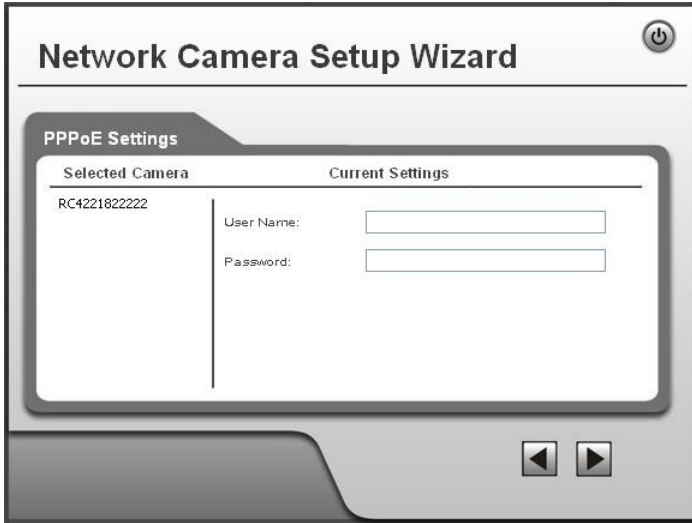 Network Camera Setup Wizard
PPPoE Settings
Selected Camera
Current Settings
RC4221822222
User Name:
Password: